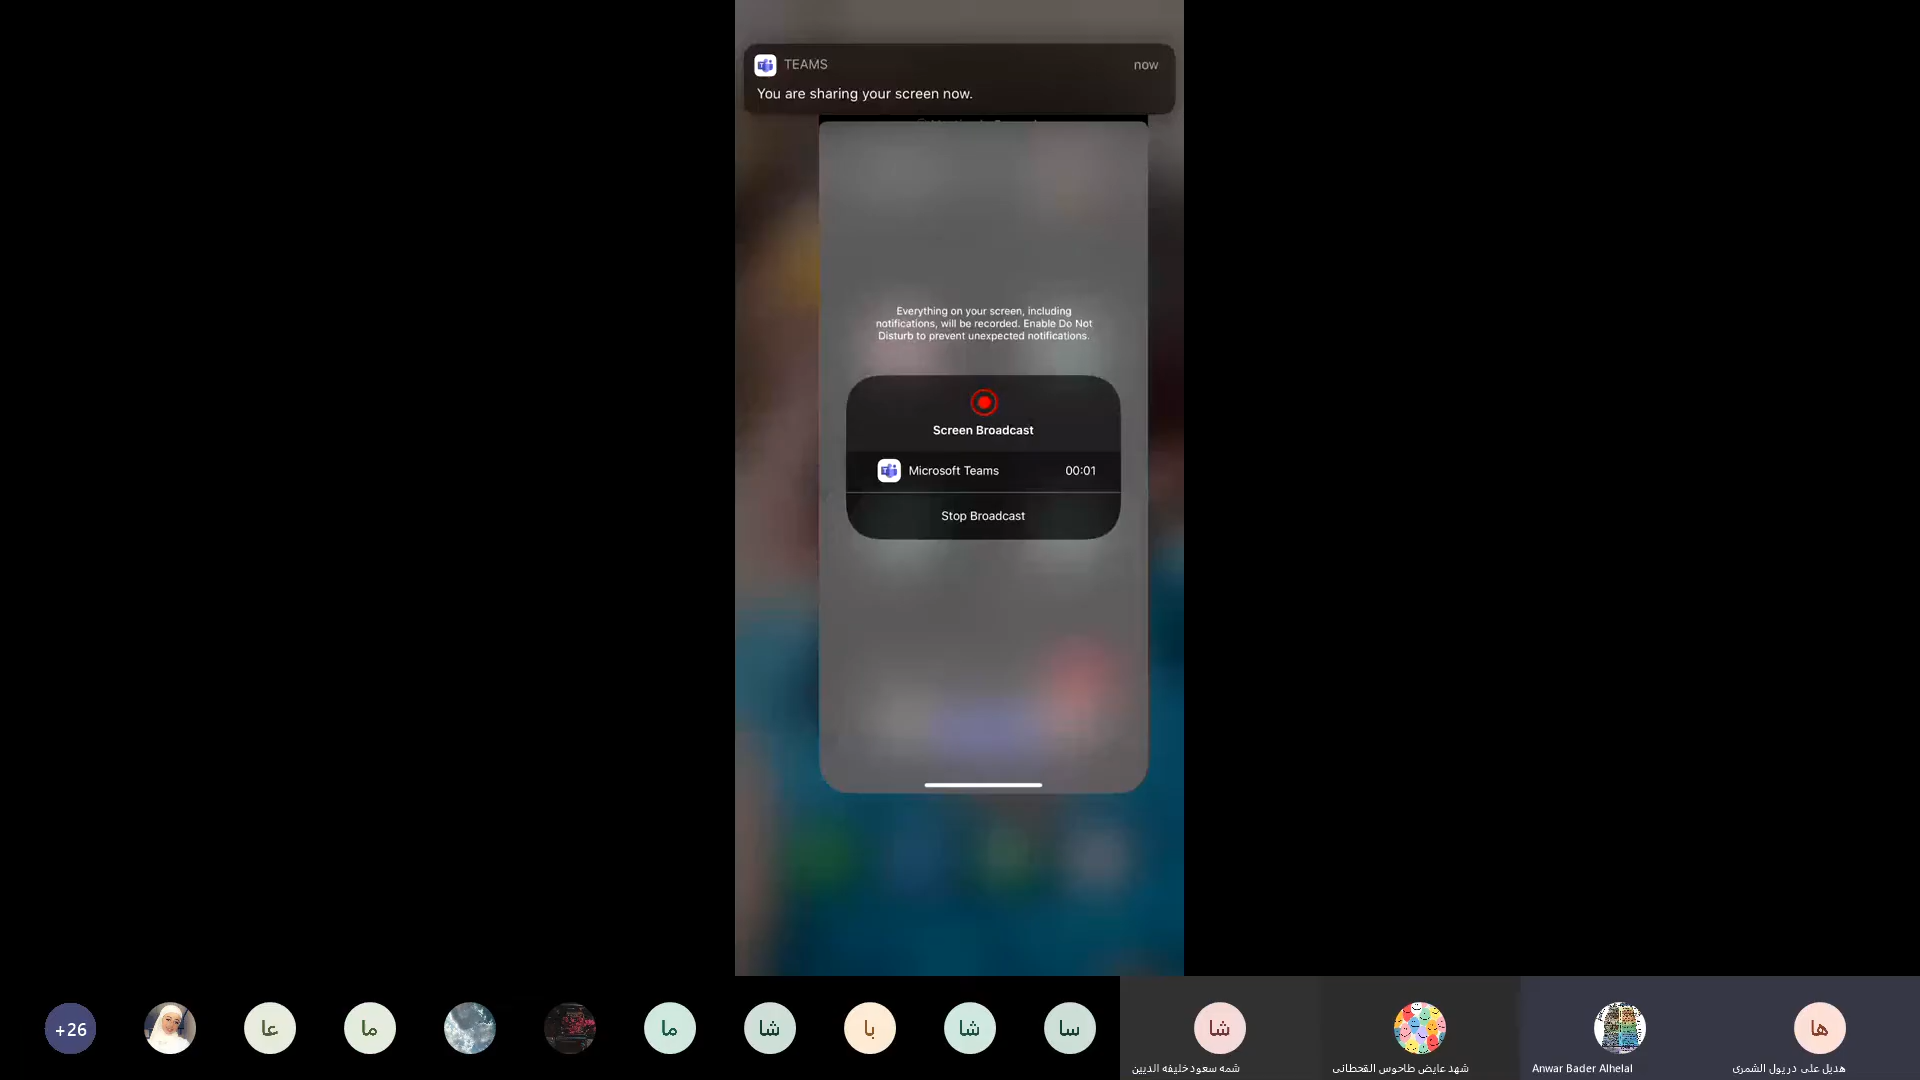 TEAMS
now
You are sharing your screen now.
Everything on your screen, including
notifications, will be recorded. Enable Do Not
Disturb to prevent unexpected notifications.
Screen Broadcast
Microsoft Teams
00:01
Stop Broadcast
+26
عا
ما
ما
شا
با
شا
سا
شا
ها
شمه سعود خليفه الدبين
شهد عايض طاحوس القحطانى
Anwar Bader Alhelal
هديل على دريول الشمرى